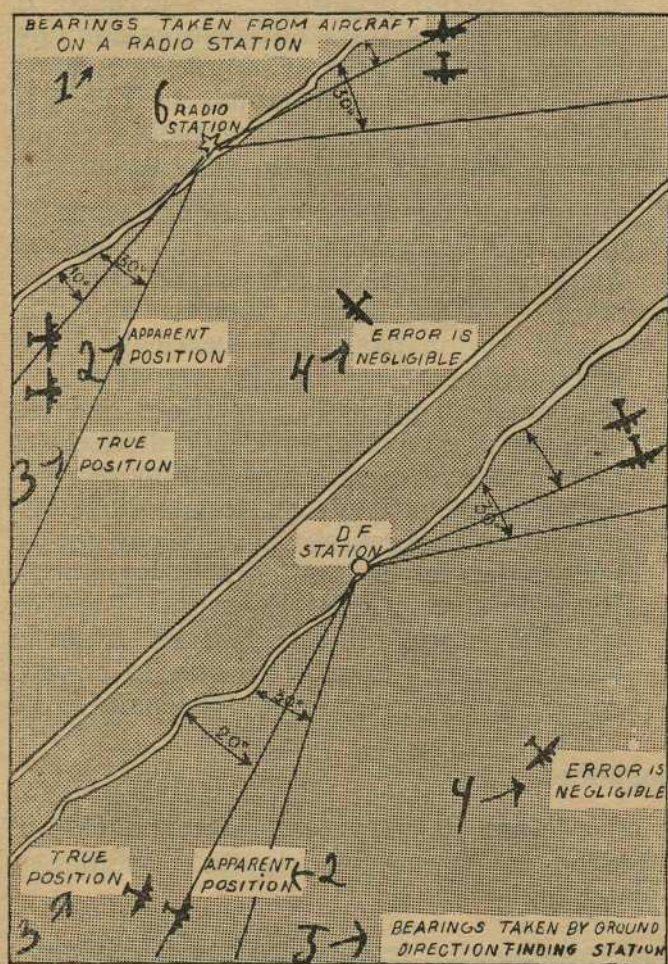 BEARINGS TAKEN FROM AIRCRAFT
ON A RADIO STATION
1
6 RADIO
STATION
30°
10°
30°
2 APPARENT
POSITION
4 ERROR IS
NEGLIGIBLE
3 TRUE
POSITION
DF
STATION
20°
4 ERROR IS
NEGLIGIBLE
3 TRUE
POSITION
APPARENT
POSITION 2
5 BEARINGS TAKEN BY GROUND
DIRECTION FINDING STATION